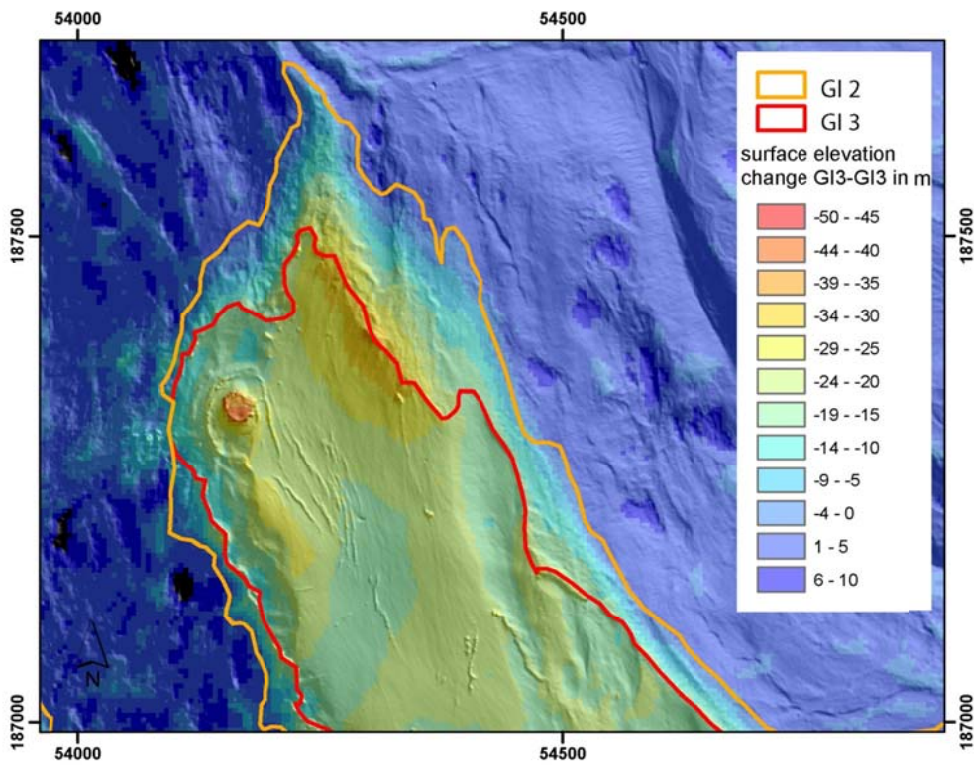 54000 54500
GI 2
GI 3
surface elevation
change GI3-GI3 in m
-50 - -45
-44 - -40
-39 - -35
-34 - -30
-29 - -25
-24 - -20
-19 - -15
-14 - -10
-9 - -5
-4 - 0
1 - 5
6 - 10
187500 187500
N
187000 187000
54000 54500